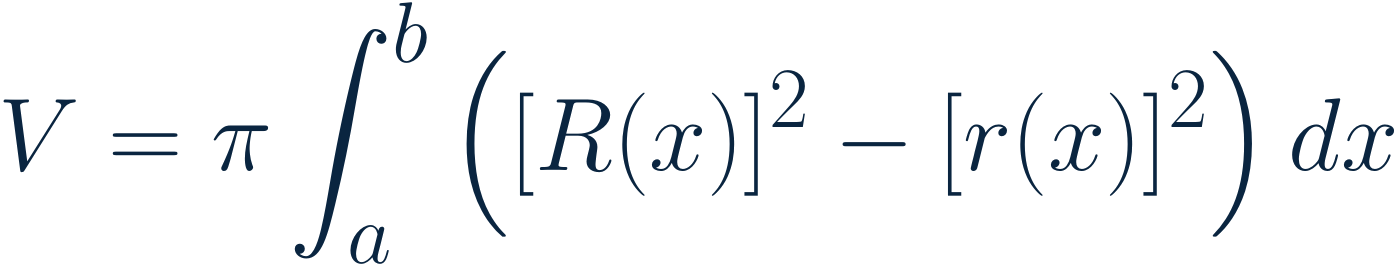 V = π ∫_a^b ([R(x)]² − [r(x)]²) dx